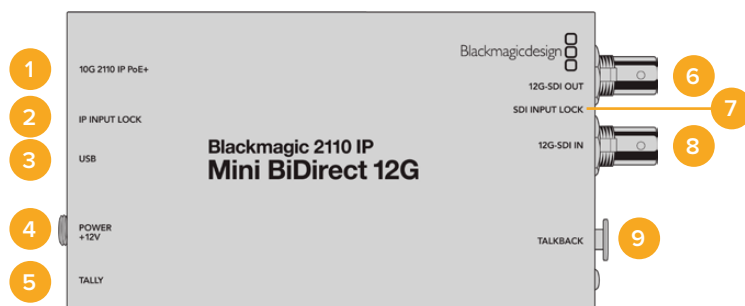 Blackmagicdesign
1
10G 2110 IP PoE+
6
12G-SDI OUT
SDI INPUT LOCK
7
2
IP INPUT LOCK
Blackmagic 2110 IP
Mini BiDirect 12G
12G-SDI IN
8
3
USB
4
POWER
+12V
TALKBACK
9
5
TALLY